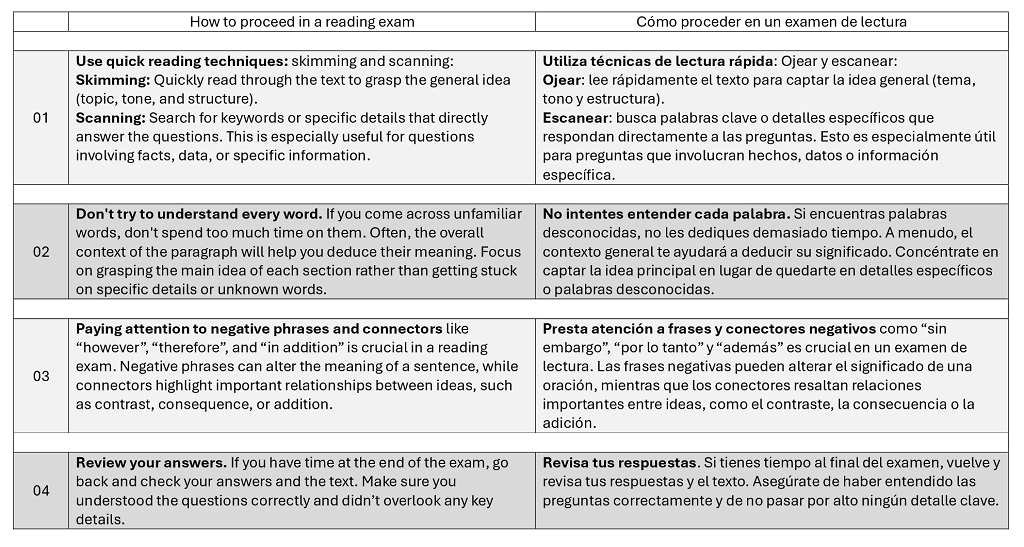 How to proceed in a reading exam
Cómo proceder en un examen de lectura
01
Use quick reading techniques: skimming and scanning:
Skimming: Quickly read through the text to grasp the general idea
(topic, tone, and structure).
Scanning: Search for keywords or specific details that directly
answer the questions. This is especially useful for questions
involving facts, data, or specific information.
Utiliza técnicas de lectura rápida: Ojear y escanear:
Ojear: lee rápidamente el texto para captar la idea general (tema,
tono y estructura).
Escanear: busca palabras clave o detalles específicos que
respondan directamente a las preguntas. Esto es especialmente útil
para preguntas que involucran hechos, datos o información
específica.
02
Don't try to understand every word. If you come across unfamiliar
words, don't spend too much time on them. Often, the overall
context of the paragraph will help you deduce their meaning. Focus
on grasping the main idea of each section rather than getting stuck
on specific details or unknown words.
No intentes entender cada palabra. Si encuentras palabras
desconocidas, no les dediques demasiado tiempo. A menudo, el
contexto general te ayudará a deducir su significado. Concéntrate en
captar la idea principal en lugar de quedarte en detalles específicos
o palabras desconocidas.
03
Paying attention to negative phrases and connectors like
“however”, “therefore”, and “in addition” is crucial in a reading
exam. Negative phrases can alter the meaning of a sentence, while
connectors highlight important relationships between ideas, such
as contrast, consequence, or addition.
Presta atención a frases y conectores negativos como “sin
embargo”, “por lo tanto” y “además” es crucial en un examen de
lectura. Las frases negativas pueden alterar el significado de una
oración, mientras que los conectores resaltan relaciones
importantes entre ideas, como el contraste, la consecuencia o la
adición.
04
Review your answers. If you have time at the end of the exam, go
back and check your answers and the text. Make sure you
understood the questions correctly and didn’t overlook any key
details.
Revisa tus respuestas. Si tienes tiempo al final del examen, vuelve y
revisa tus respuestas y el texto. Asegúrate de haber entendido las
preguntas correctamente y de no pasar por alto ningún detalle clave.